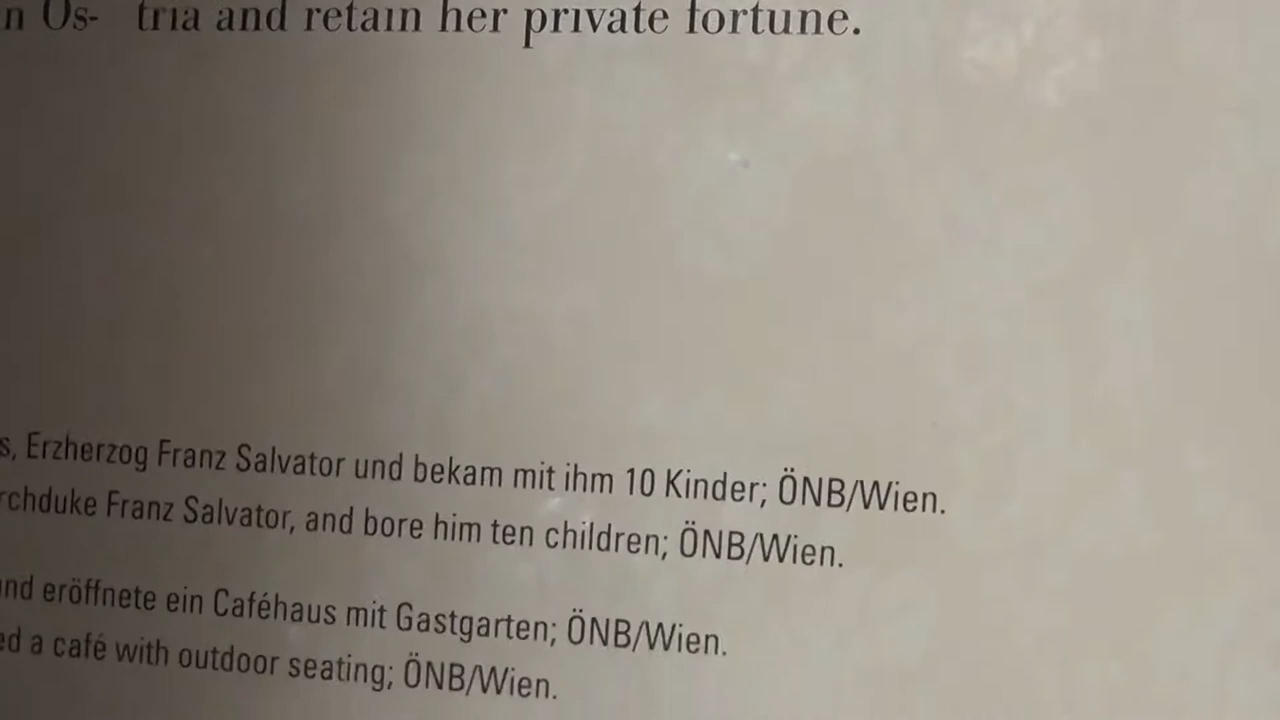 n Os- tria and retain her private fortune.
s, Erzherzog Franz Salvator und bekam mit ihm 10 Kinder; ÖNB/Wien.
rchduke Franz Salvator, and bore him ten children; ÖNB/Wien.
und eröffnete ein Caféhaus mit Gastgarten; ÖNB/Wien.
ed a café with outdoor seating; ÖNB/Wien.